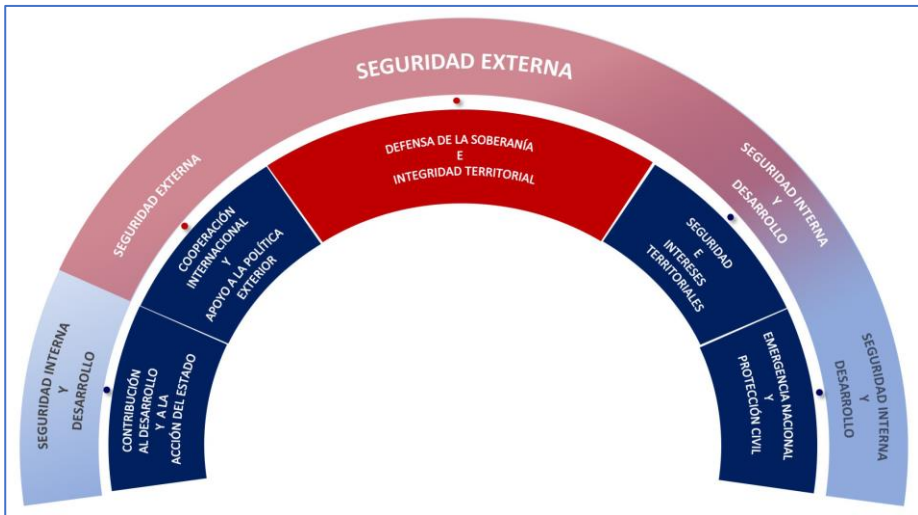 SEGURIDAD EXTERNA
SEGURIDAD EXTERNA
SEGURIDAD INTERNA
Y
DESARROLLO
SEGURIDAD INTERNA
Y
DESARROLLO
SEGURIDAD INTERNA
Y
DESARROLLO
CONTRIBUCIÓN
AL DESARROLLO
Y A LA
ACCIÓN DEL ESTADO
COOPERACIÓN
INTERNACIONAL
Y
APOYO A LA POLÍTICA
EXTERIOR
DEFENSA DE LA SOBERANÍA
E
INTEGRIDAD TERRITORIAL
SEGURIDAD
E
INTERESES
TERRITORIALES
EMERGENCIA NACIONAL
Y
PROTECCIÓN CIVIL